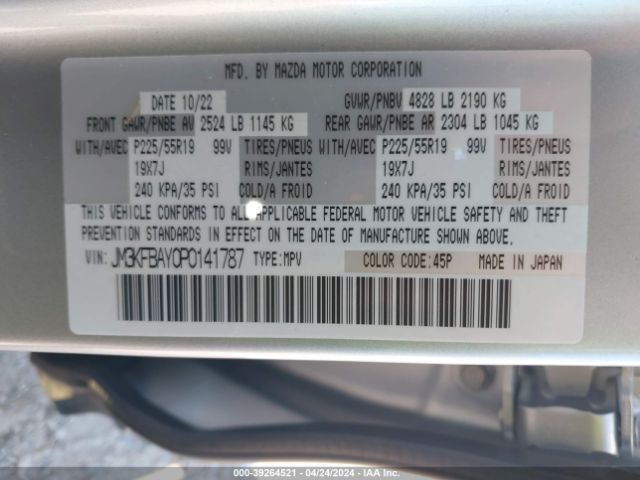 MFD. BY MAZDA MOTOR CORPORATION
DATE 10/22 GVWR/PNBV 4828 LB 2190 KG
FRONT GAWR/PNBE AV 2524 LB 1145 KG REAR GAWR/PNBE AR 2304 LB 1045 KG
WITH/AVEC P225/55R19 99V TIRES/PNEUS WITH/AVEC P225/55R19 99V TIRES/PNEUS
19X7J RIMS/JANTES 19X7J RIMS/JANTES
240 KPA/35 PSI COLD/A FROID 240 KPA/35 PSI COLD/A FROID
THIS VEHICLE CONFORMS TO ALL APPLICABLE FEDERAL MOTOR VEHICLE SAFETY AND THEFT
PREVENTION STANDARDS IN EFFECT ON THE DATE OF MANUFACTURE SHOWN ABOVE.
VIN: JM3KFBAY0P0141787 TYPE:MPV COLOR CODE:45P MADE IN JAPAN
000-39264521 | 04/24/2024 | IAA Inc.